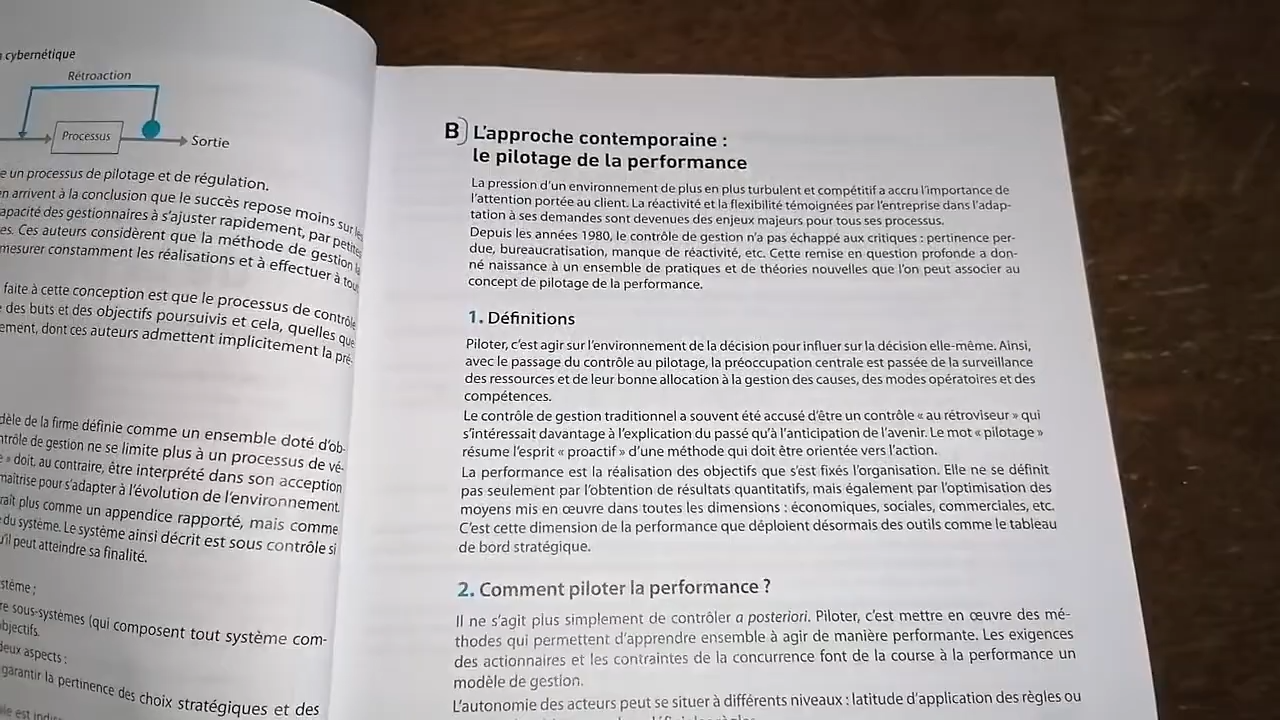 cybernétique
Rétroaction
Processus
Sortie
e un processus de pilotage et de régulation.
en arrivent à la conclusion que le succès repose moins sur les
apacité des gestionnaires à s'ajuster rapidement, par petites
es. Ces auteurs considèrent que la méthode de gestion la
mesurer constamment les réalisations et à effectuer à tout
faite à cette conception est que le processus de contrôle
e des buts et des objectifs poursuivis et cela, quelles que
ement, dont ces auteurs admettent implicitement la pré-
dèle de la firme définie comme un ensemble doté d'ob-
ntrôle de gestion ne se limite plus à un processus de vé-
e » doit, au contraire, être interprété dans son acception
maîtrise pour s'adapter à l'évolution de l'environnement.
raît plus comme un appendice rapporté, mais comme
du système. Le système ainsi décrit est sous contrôle si
u'il peut atteindre sa finalité.
stème ;
re sous-systèmes (qui composent tout système com-
objectifs.
deux aspects :
garantir la pertinence des choix stratégiques et des
B) L'approche contemporaine :
le pilotage de la performance
La pression d'un environnement de plus en plus turbulent et compétitif a accru l'importance de
l'attention portée au client. La réactivité et la flexibilité témoignées par l'entreprise dans l'adap-
tation à ses demandes sont devenues des enjeux majeurs pour tous ses processus.
Depuis les années 1980, le contrôle de gestion n'a pas échappé aux critiques : pertinence per-
due, bureaucratisation, manque de réactivité, etc. Cette remise en question profonde a don-
né naissance à un ensemble de pratiques et de théories nouvelles que l'on peut associer au
concept de pilotage de la performance.
1. Définitions
Piloter, c'est agir sur l'environnement de la décision pour influer sur la décision elle-même. Ainsi,
avec le passage du contrôle au pilotage, la préoccupation centrale est passée de la surveillance
des ressources et de leur bonne allocation à la gestion des causes, des modes opératoires et des
compétences.
Le contrôle de gestion traditionnel a souvent été accusé d'être un contrôle « au rétroviseur » qui
s'intéressait davantage à l'explication du passé qu'à l'anticipation de l'avenir. Le mot « pilotage »
résume l'esprit « proactif » d'une méthode qui doit être orientée vers l'action.
La performance est la réalisation des objectifs que s'est fixés l'organisation. Elle ne se définit
pas seulement par l'obtention de résultats quantitatifs, mais également par l'optimisation des
moyens mis en œuvre dans toutes les dimensions : économiques, sociales, commerciales, etc.
C'est cette dimension de la performance que déploient désormais des outils comme le tableau
de bord stratégique.
2. Comment piloter la performance ?
Il ne s'agit plus simplement de contrôler a posteriori. Piloter, c'est mettre en œuvre des mé-
thodes qui permettent d'apprendre ensemble à agir de manière performante. Les exigences
des actionnaires et les contraintes de la concurrence font de la course à la performance un
modèle de gestion.
L'autonomie des acteurs peut se situer à différents niveaux : latitude d'application des règles ou